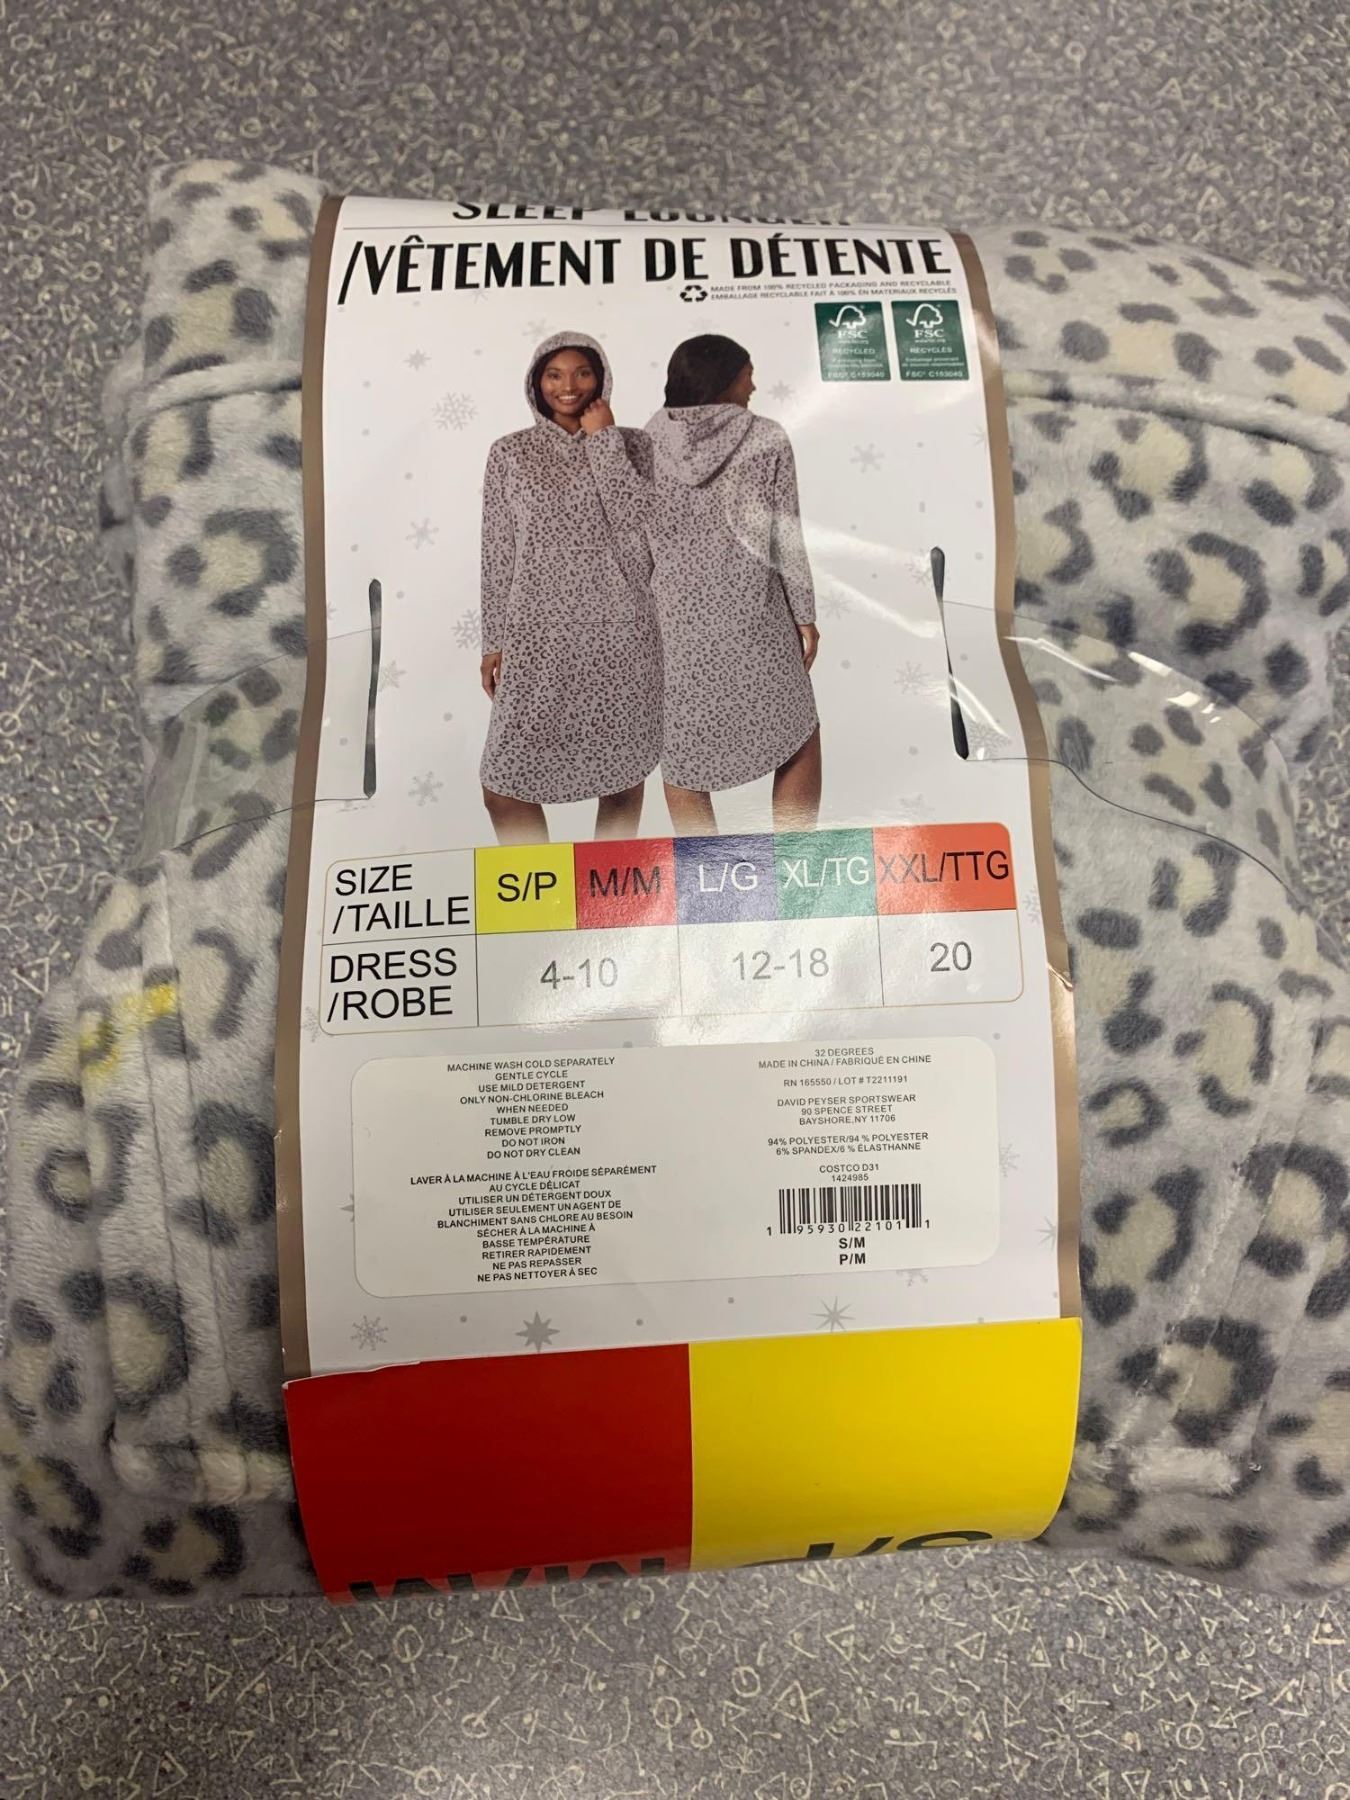 SLEEP LOUNGER
/VÊTEMENT DE DÉTENTE
MADE FROM 100% RECYCLED PACKAGING AND RECYCLABLE
EMBALLAGE RECYCLABLE FAIT À 100% EN MATERIAUX RECYCLÉS
FSC
RECYCLED
FSC® C153040
FSC
RECYCLÉS
FSC® C153040
SIZE
/TAILLE
S/P M/M L/G XL/TG XXL/TTG
DRESS
/ROBE
4-10 12-18 20
MACHINE WASH COLD SEPARATELY
GENTLE CYCLE
USE MILD DETERGENT
ONLY NON-CHLORINE BLEACH
WHEN NEEDED
TUMBLE DRY LOW
REMOVE PROMPTLY
DO NOT IRON
DO NOT DRY CLEAN
LAVER À LA MACHINE À L'EAU FROIDE SÉPARÉMENT
AU CYCLE DÉLICAT
UTILISER UN DÉTERGENT DOUX
UTILISER SEULEMENT UN AGENT DE
BLANCHIMENT SANS CHLORE AU BESOIN
SÉCHER À LA MACHINE À
BASSE TEMPÉRATURE
RETIRER RAPIDEMENT
NE PAS REPASSER
NE PAS NETTOYER À SEC
32 DEGREES
MADE IN CHINA / FABRIQUÉ EN CHINE
RN 165550 / LOT # T2211191
DAVID PEYSER SPORTSWEAR
90 SPENCE STREET
BAYSHORE,NY 11706
94% POLYESTER/94 % POLYESTER
6% SPANDEX/6 % ÉLASTHANNE
COSTCO D31
1424985
1 95930 22101 1
S/M
P/M
S/P
M/M